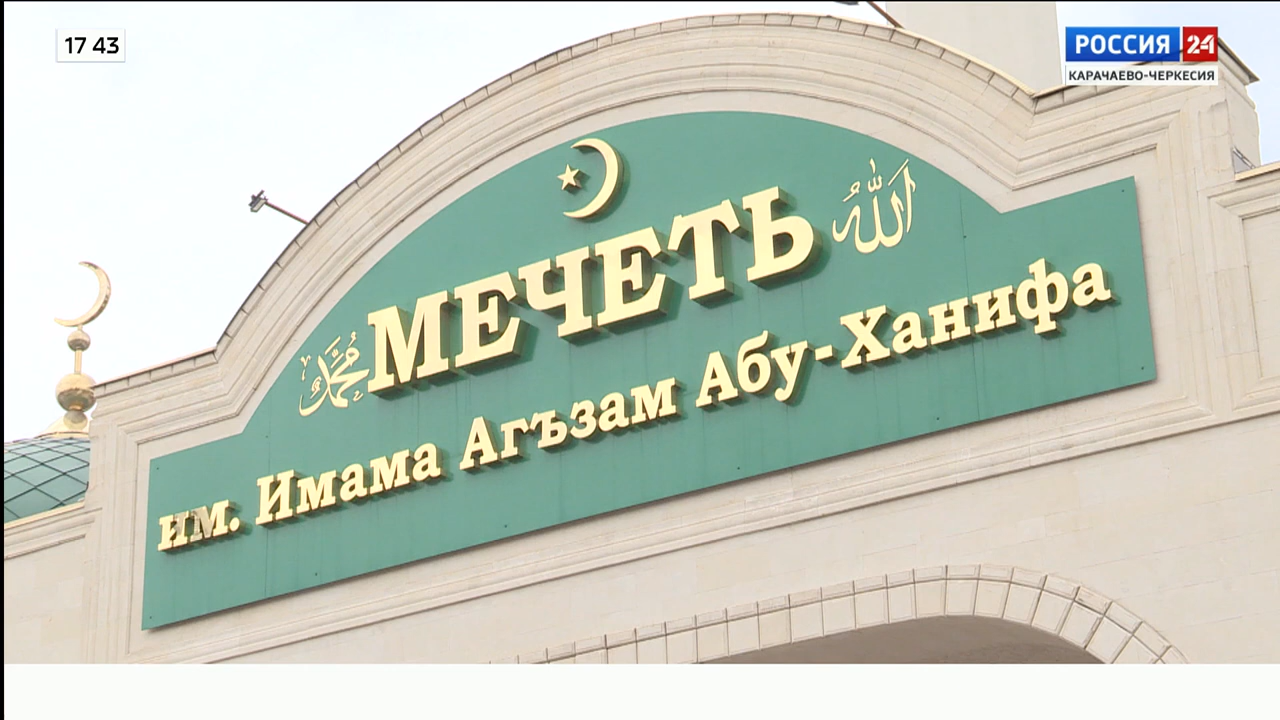 17 43
РОССИЯ 24
КАРАЧАЕВО-ЧЕРКЕСИЯ
محمد МЕЧЕТЬ الله
им. Имама Агъзам Абу-Ханифа